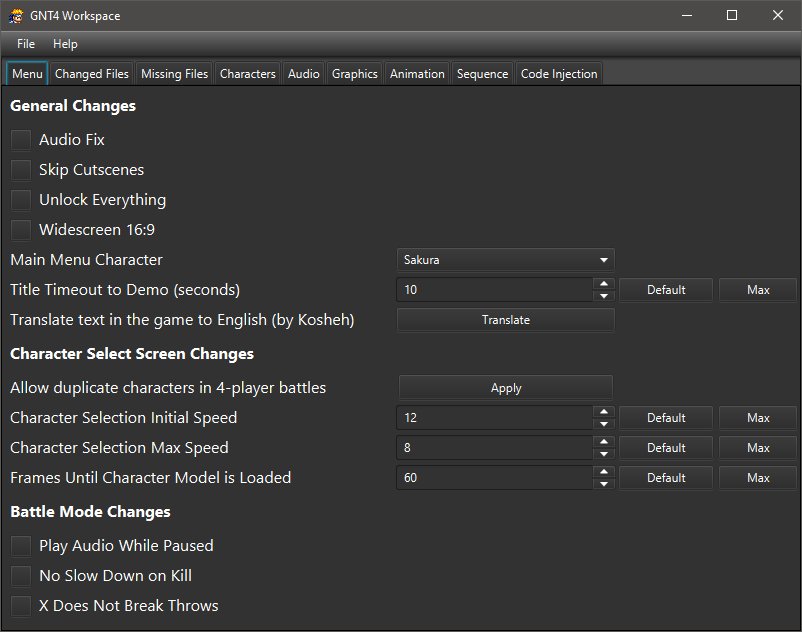 GNT4 Workspace
File Help
Menu Changed Files Missing Files Characters Audio Graphics Animation Sequence Code Injection
General Changes
Audio Fix
Skip Cutscenes
Unlock Everything
Widescreen 16:9
Main Menu Character Sakura
Title Timeout to Demo (seconds) 10 Default Max
Translate text in the game to English (by Kosheh) Translate
Character Select Screen Changes
Allow duplicate characters in 4-player battles Apply
Character Selection Initial Speed 12 Default Max
Character Selection Max Speed 8 Default Max
Frames Until Character Model is Loaded 60 Default Max
Battle Mode Changes
Play Audio While Paused
No Slow Down on Kill
X Does Not Break Throws